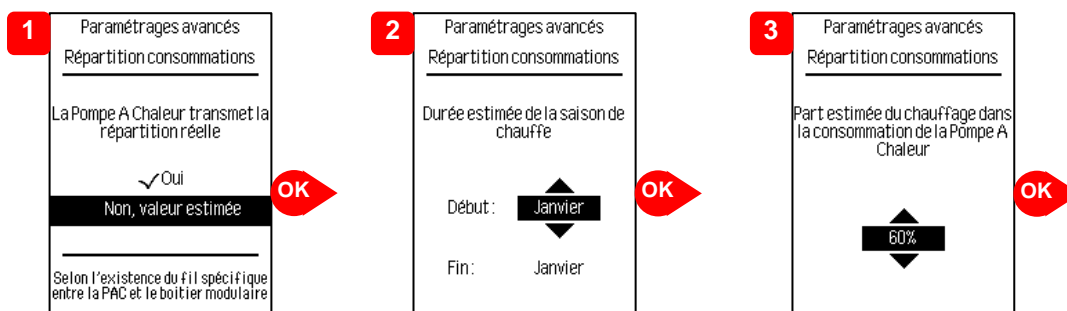 1
Paramétrages avancés
Répartition consommations
La Pompe A Chaleur transmet la
répartition réelle
Oui
Non, valeur estimée
Selon l'existence du fil spécifique
entre la PAC et le boitier modulaire
OK
2
Paramétrages avancés
Répartition consommations
Durée estimée de la saison de
chauffe
Début : Janvier
Fin : Janvier
OK
3
Paramétrages avancés
Répartition consommations
Part estimée du chauffage dans
la consommation de la Pompe A
Chaleur
60%
OK